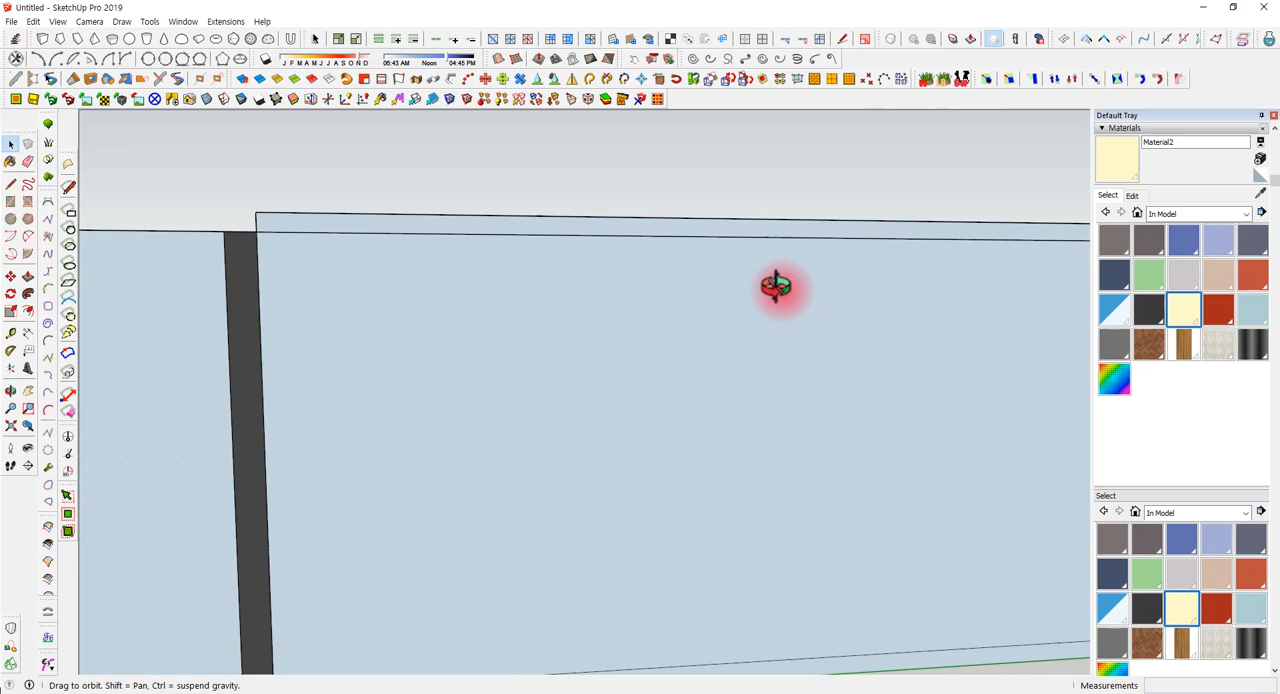 Untitled - SketchUp Pro 2019
File Edit View Camera Draw Tools Window Extensions Help
J F M A M J J A S O N D 06:43 AM Noon 04:45 PM
Default Tray
Materials
Material2
Select Edit
In Model
Select
In Model
Drag to orbit. Shift = Pan, Ctrl = suspend gravity.
Measurements